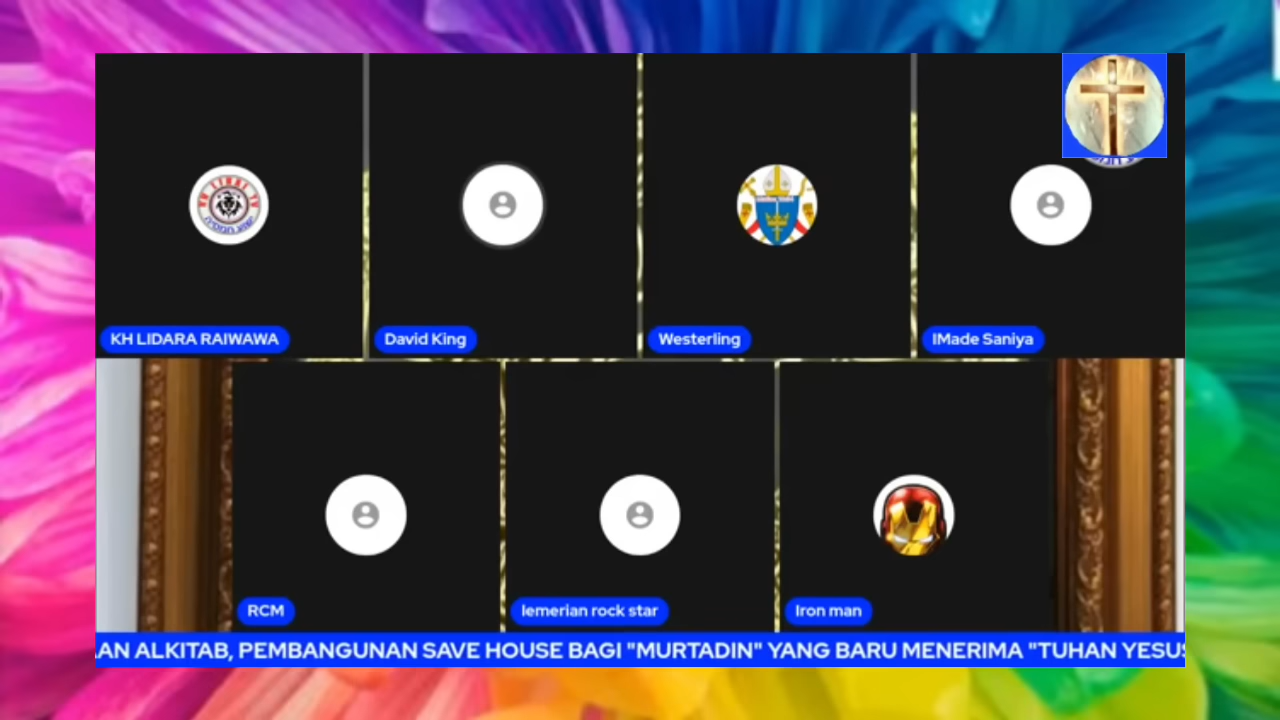 KH LIDARA RAIWAWA
David King
Westerling
IMade Saniya
RCM
lemerian rock star
Iron man
AN ALKITAB, PEMBANGUNAN SAVE HOUSE BAGI "MURTADIN" YANG BARU MENERIMA "TUHAN YESUS